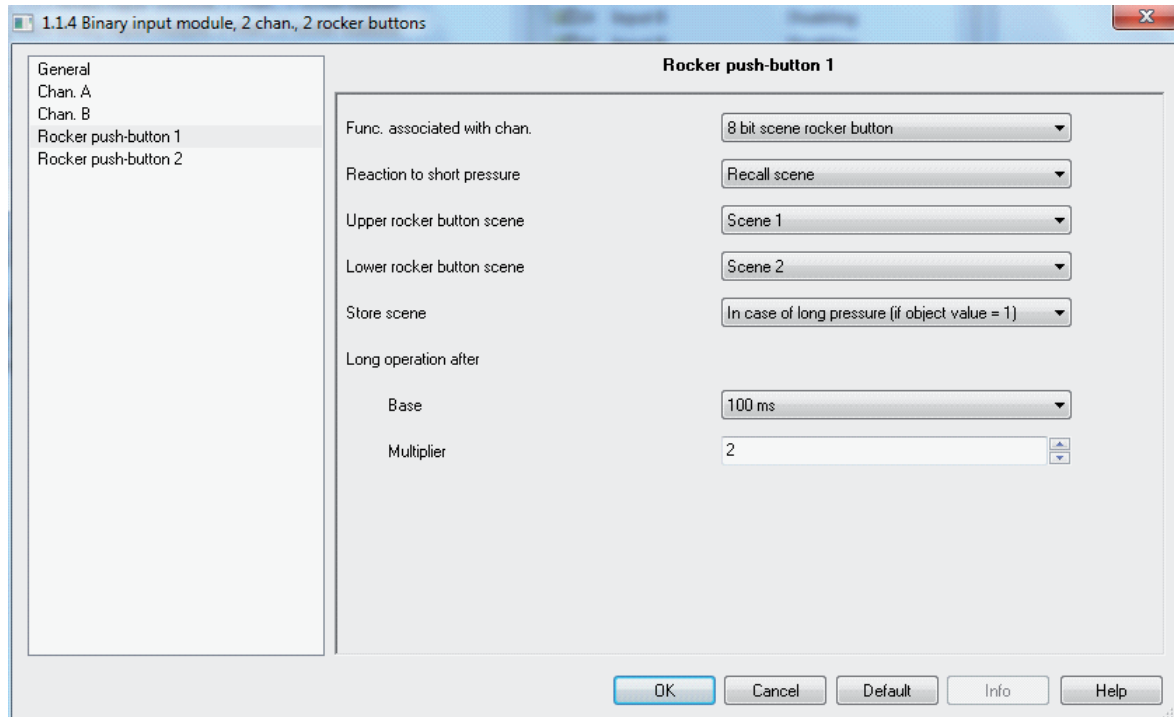 1.1.4 Binary input module, 2 chan., 2 rocker buttons
General
Chan. A
Chan. B
Rocker push-button 1
Rocker push-button 2
Rocker push-button 1
Func. associated with chan.
8 bit scene rocker button
Reaction to short pressure
Recall scene
Upper rocker button scene
Scene 1
Lower rocker button scene
Scene 2
Store scene
In case of long pressure (if object value = 1)
Long operation after
Base
100 ms
Multiplier
2
OK
Cancel
Default
Info
Help